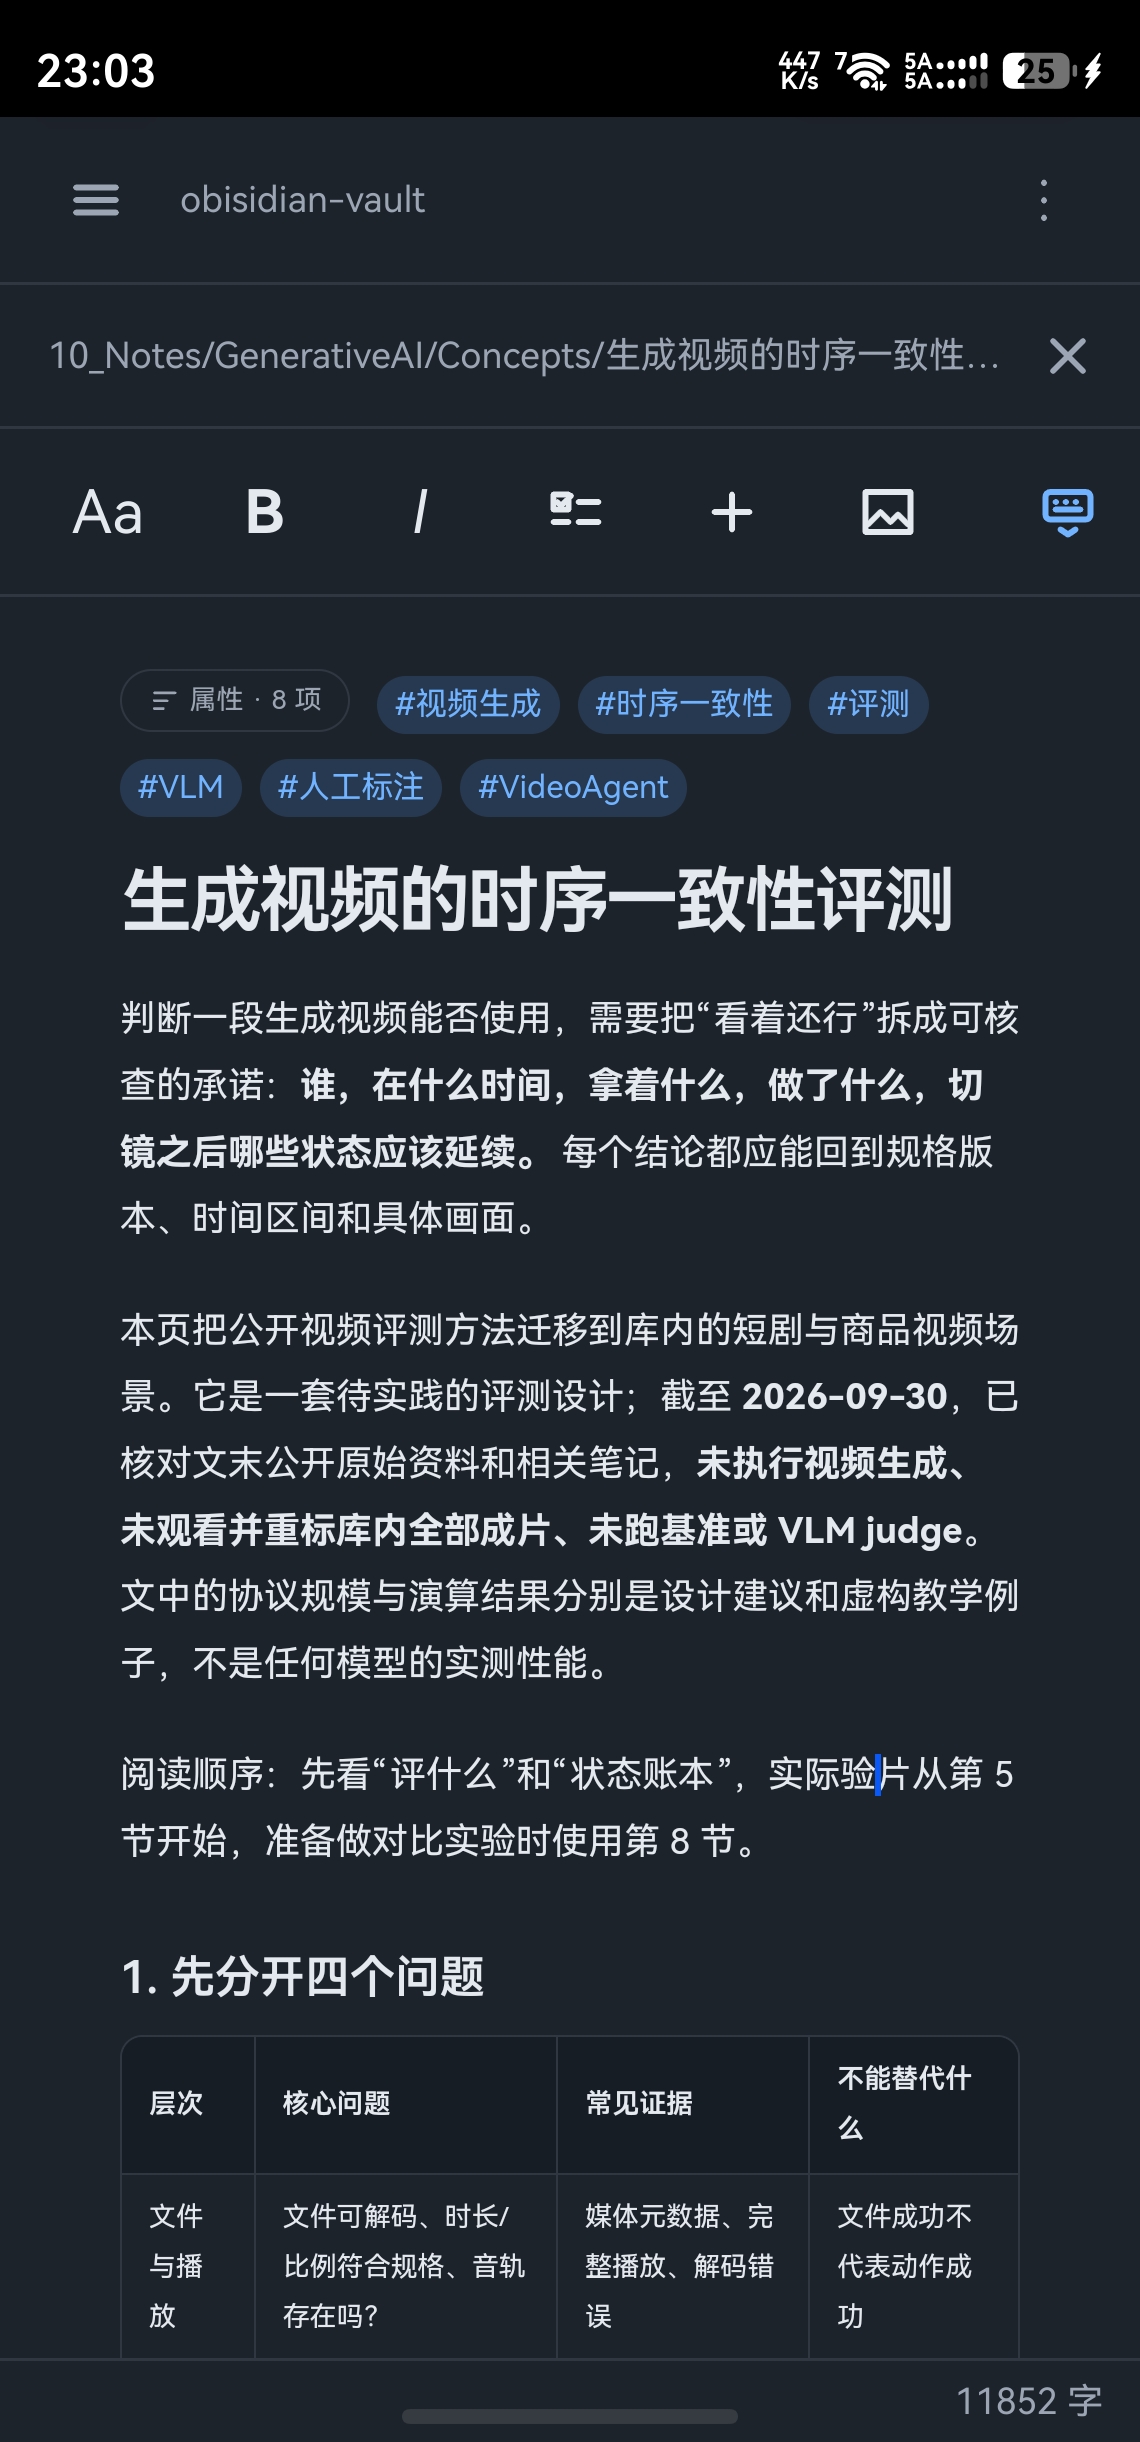 23:03
447 K/s 7 5A 5A 25
obisidian-vault
10_Notes/GenerativeAI/Concepts/生成视频的时序一致性…
Aa B I
属性 · 8 项 #视频生成 #时序一致性 #评测
#VLM #人工标注 #VideoAgent
生成视频的时序一致性评测
判断一段生成视频能否使用，需要把“看着还行”拆成可核
查的承诺：谁，在什么时间，拿着什么，做了什么，切
镜之后哪些状态应该延续。 每个结论都应能回到规格版
本、时间区间和具体画面。
本页把公开视频评测方法迁移到库内的短剧与商品视频场
景。它是一套待实践的评测设计；截至 2026-09-30，已
核对文末公开原始资料和相关笔记，未执行视频生成、
未观看并重标库内全部成片、未跑基准或 VLM judge。
文中的协议规模与演算结果分别是设计建议和虚构教学例
子，不是任何模型的实测性能。
阅读顺序：先看“评什么”和“状态账本”，实际验片从第 5
节开始，准备做对比实验时使用第 8 节。
1. 先分开四个问题
层次 核心问题 常见证据 不能替代什
么
文件 文件可解码、时长/ 媒体元数据、完 文件成功不
与播 比例符合规格、音轨 整播放、解码错 代表动作成
放 存在吗？ 误 功
11852 字